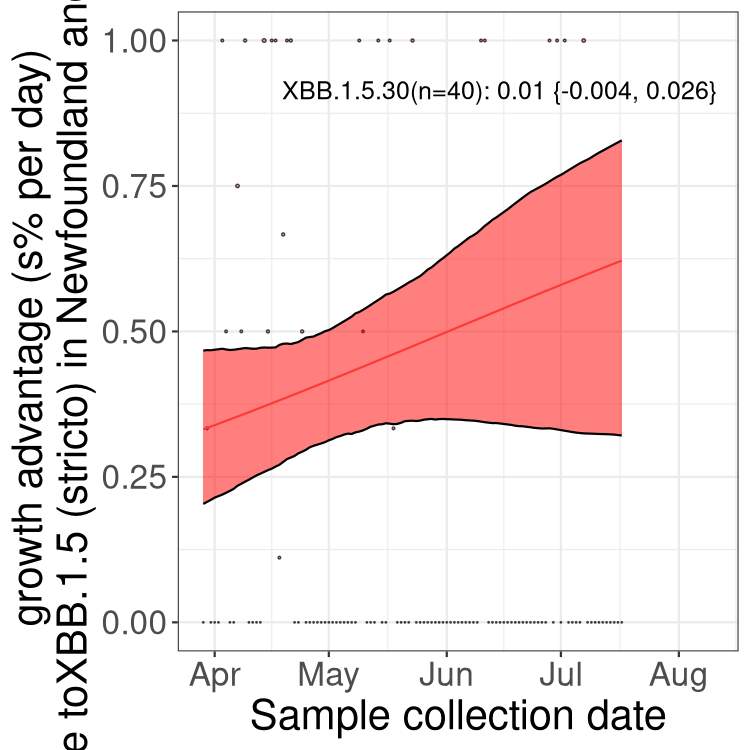 growth advantage (s% per day)
e toXBB.1.5 (stricto) in Newfoundland and
1.00
0.75
0.50
0.25
0.00
XBB.1.5.30(n=40): 0.01 {-0.004, 0.026}
Apr May Jun Jul Aug
Sample collection date